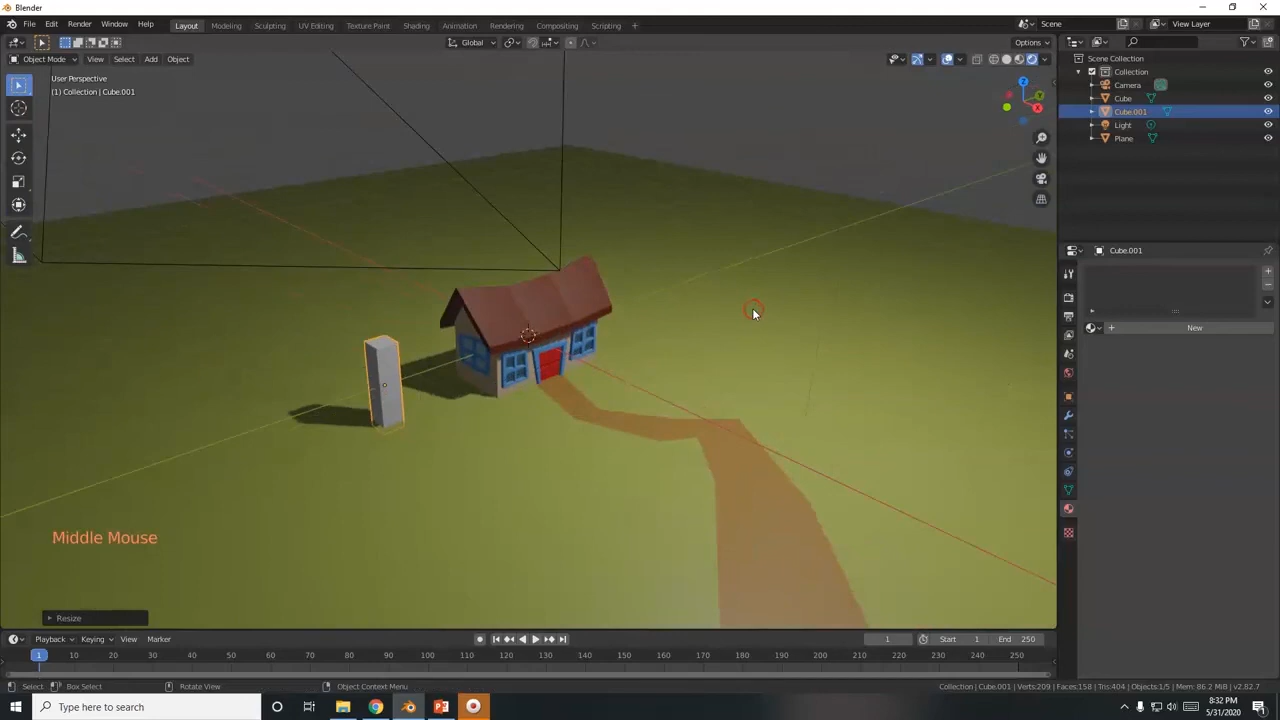 Blender
File Edit Render Window Help Layout Modeling Sculpting UV Editing Texture Paint Shading Animation Rendering Compositing Scripting + Scene View Layer
Global Options
Object Mode View Select Add Object
User Perspective
(1) Collection | Cube.001
Scene Collection
Collection
Camera
Cube
Cube.001
Light
Plane
Cube.001
New
Z
Y
X
Middle Mouse
Resize
Playback Keying View Marker 1 Start 1 End 250
1 10 20 30 40 50 60 70 80 90 100 110 120 130 140 150 160 170 180 190 200 210 220 230 240 250
Select Box Select Rotate View Object Context Menu Collection | Cube.001 | Verts:209 | Faces:158 | Tris:404 | Objects:1/5 | Mem: 86.2 MiB | v2.82.7
Type here to search
8:32 PM
5/31/2020